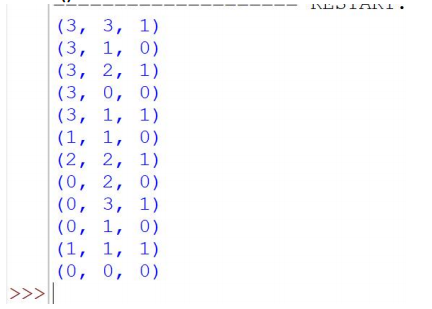 (3, 3, 1)
(3, 1, 0)
(3, 2, 1)
(3, 0, 0)
(3, 1, 1)
(1, 1, 0)
(2, 2, 1)
(0, 2, 0)
(0, 3, 1)
(0, 1, 0)
(1, 1, 1)
(0, 0, 0)
>>>